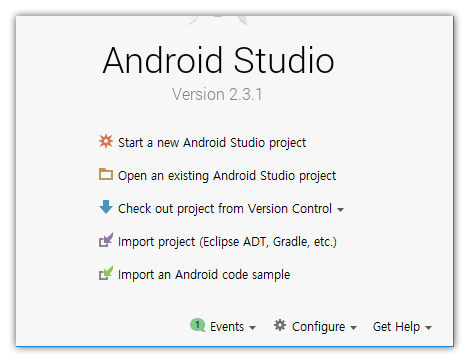 Android Studio
Version 2.3.1
Start a new Android Studio project
Open an existing Android Studio project
Check out project from Version Control
Import project (Eclipse ADT, Gradle, etc.)
Import an Android code sample
1 Events Configure Get Help